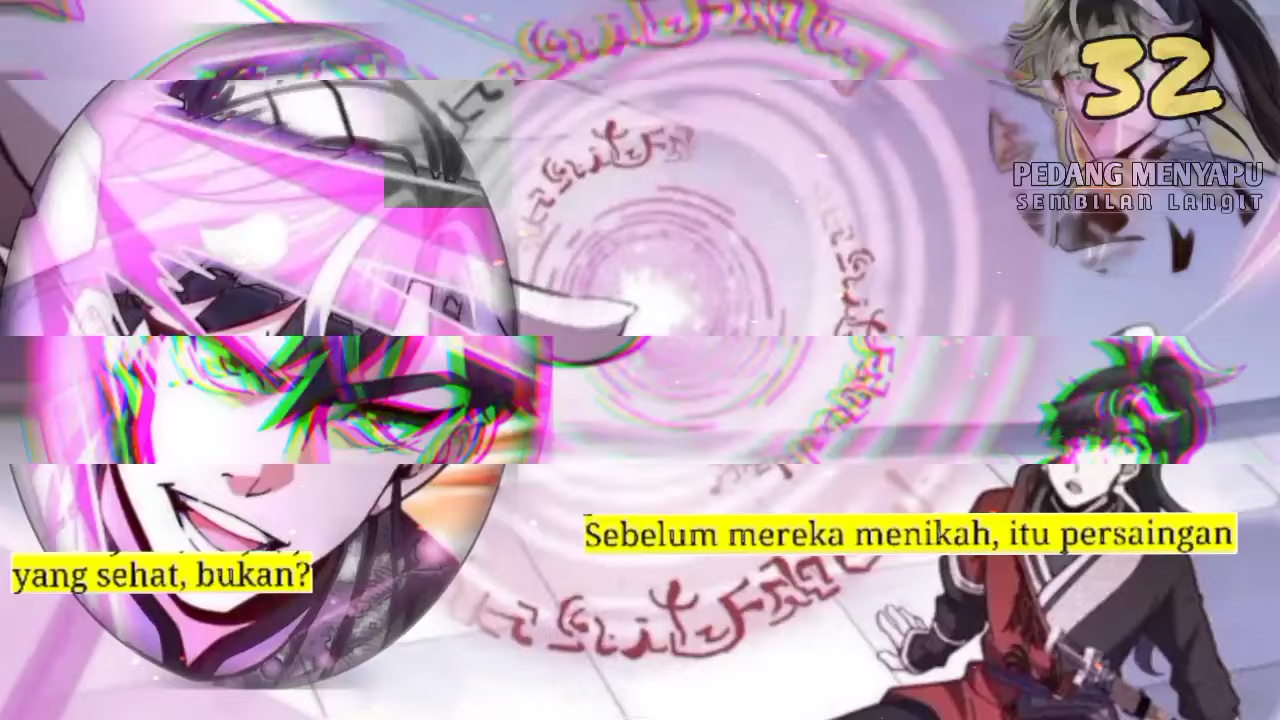 32
PEDANG MENYAPU
SEMBILAN LANGIT
Sebelum mereka menikah, itu persaingan
yang sehat, bukan?